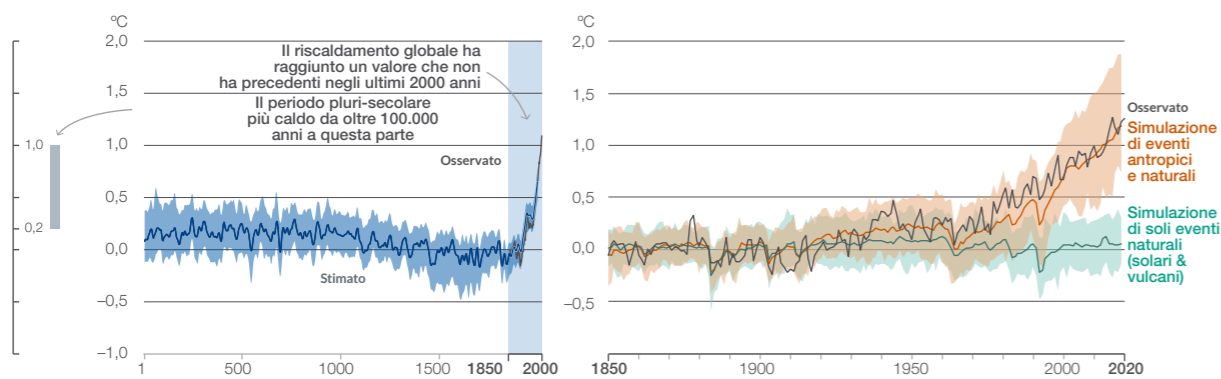 1,0
0,2
ºC
2,0
1,5
1,0
0,5
0,0
–0,5
–1,0
Il riscaldamento globale ha
raggiunto un valore che non
ha precedenti negli ultimi 2000 anni
Il periodo pluri-secolare
più caldo da oltre 100.000
anni a questa parte
Osservato
Stimato
1
500
1000
1500
1850
2000
ºC
2,0
1,5
1,0
0,5
0,0
–0,5
Osservato
Simulazione
di eventi
antropici
e naturali
Simulazione
di soli eventi
naturali
(solari &
vulcani)
1850
1900
1950
2000
2020